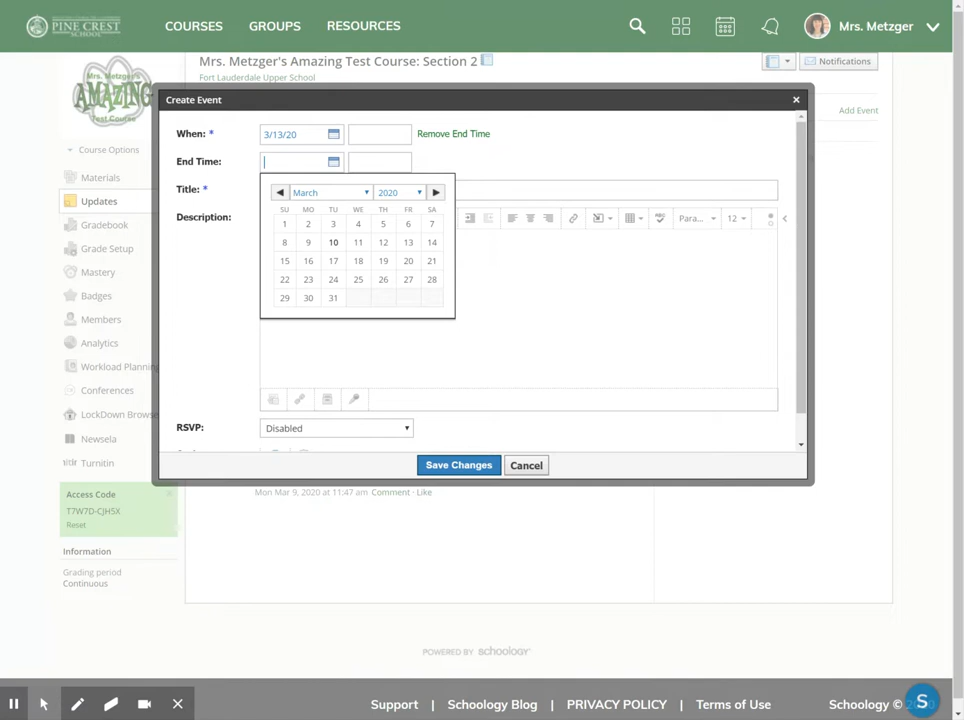 PINE CREST
SCHOOL
COURSES
GROUPS
RESOURCES
Mrs. Metzger
Mrs. Metzger's
AMAZING
Test Course
Mrs. Metzger's Amazing Test Course: Section 2
Fort Lauderdale Upper School
Notifications
Add Event
Course Options
Materials
Updates
Gradebook
Grade Setup
Mastery
Badges
Members
Analytics
Workload Planning
Conferences
LockDown Browse
Newsela
Turnitin
Access Code
T7W7D-CJH5X
Reset
Information
Grading period
Continuous
Create Event
When: *
3/13/20
Remove End Time
End Time:
Title: *
Description:
March
2020
SU MO TU WE TH FR SA
1 2 3 4 5 6 7
8 9 10 11 12 13 14
15 16 17 18 19 20 21
22 23 24 25 26 27 28
29 30 31
Para...
12
RSVP:
Disabled
Save Changes
Cancel
Mon Mar 9, 2020 at 11:47 am Comment · Like
POWERED BY schoology
Support | Schoology Blog | PRIVACY POLICY | Terms of Use
Schoology ©
S